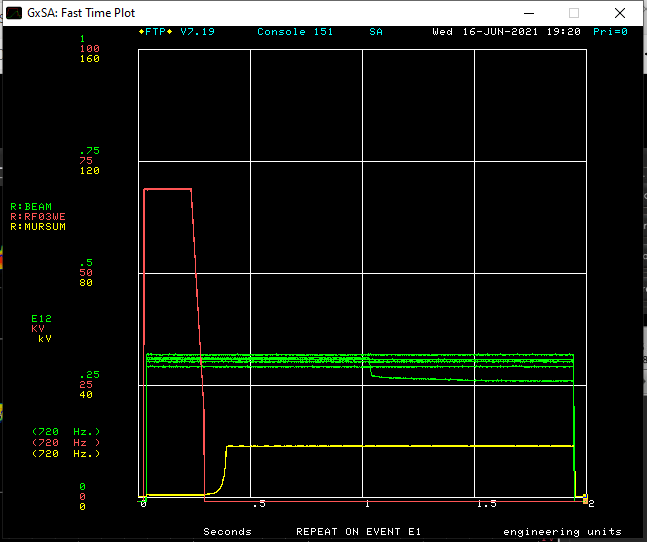 GxSA: Fast Time Plot
◆FTP◆ V7.19 Console 151 SA Wed 16-JUN-2021 19:20 Pri=0
1
100
160
.75
75
120
R:BEAM
R:RF03WE
R:MURSUM
.5
50
80
E12
KV
kV
.25
25
40
(720 Hz.)
(720 Hz )
(720 Hz.)
0
0
0
0 .5 1 1.5 2
Seconds REPEAT ON EVENT E1 engineering units